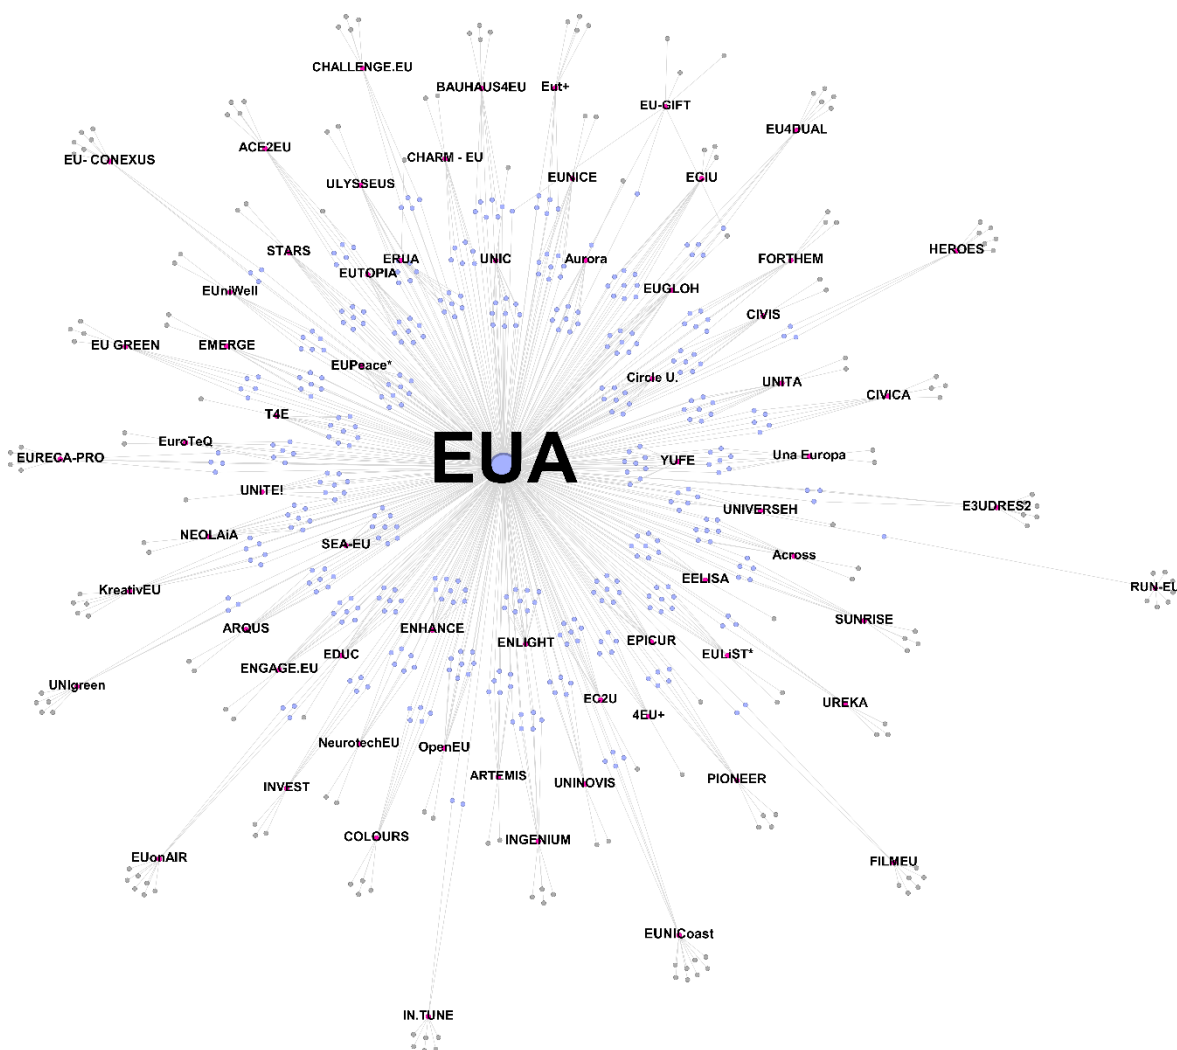 CHALLENGE.EU
BAUHAUS4EU
Eut+
EU-GIFT
EU4DUAL
ACE2EU
EU- CONEXUS
CHARM - EU
ULYSSEUS
EUNICE
ECIU
STARS
ERUA
EUTOPIA
UNIC
Aurora
FORTHEM
HEROES
EUniWell
EUGLOH
CIVIS
EU GREEN
EMERGE
EUPeace*
Circle U.
UNITA
CIVICA
T4E
EuroTeQ
EURECA-PRO
EUA
YUFE
Una Europa
UNITE!
UNIVERSEH
E3UDRES2
NEOLAiA
SEA-EU
Across
KreativEU
EELISA
RUN-EU
SUNRISE
ARQUS
ENHANCE
ENLIGHT
EPICUR
EULiST*
EDUC
ENGAGE.EU
UNIgreen
EC2U
4EU+
UREKA
NeurotechEU
OpenEU
ARTEMIS
UNINOVIS
PIONEER
INVEST
COLOURS
INGENIUM
EUonAIR
FILMEU
EUNICoast
IN.TUNE